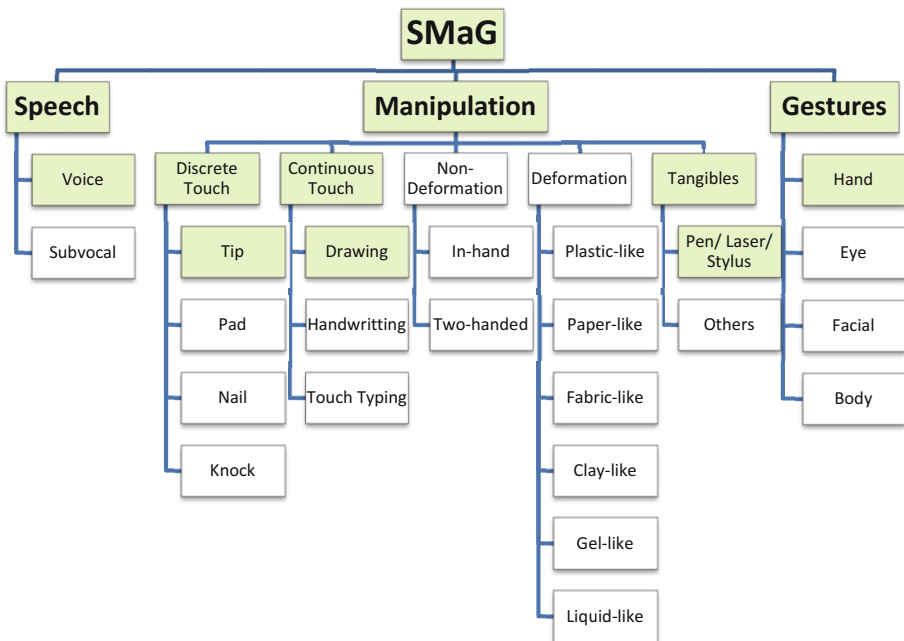 SMaG
Speech
Manipulation
Gestures
Voice
Subvocal
Discrete
Touch
Tip
Pad
Nail
Knock
Continuous
Touch
Drawing
Handwritting
Touch Typing
Non-
Deformation
In-hand
Two-handed
Deformation
Plastic-like
Paper-like
Fabric-like
Clay-like
Gel-like
Liquid-like
Tangibles
Pen/ Laser/
Stylus
Others
Hand
Eye
Facial
Body